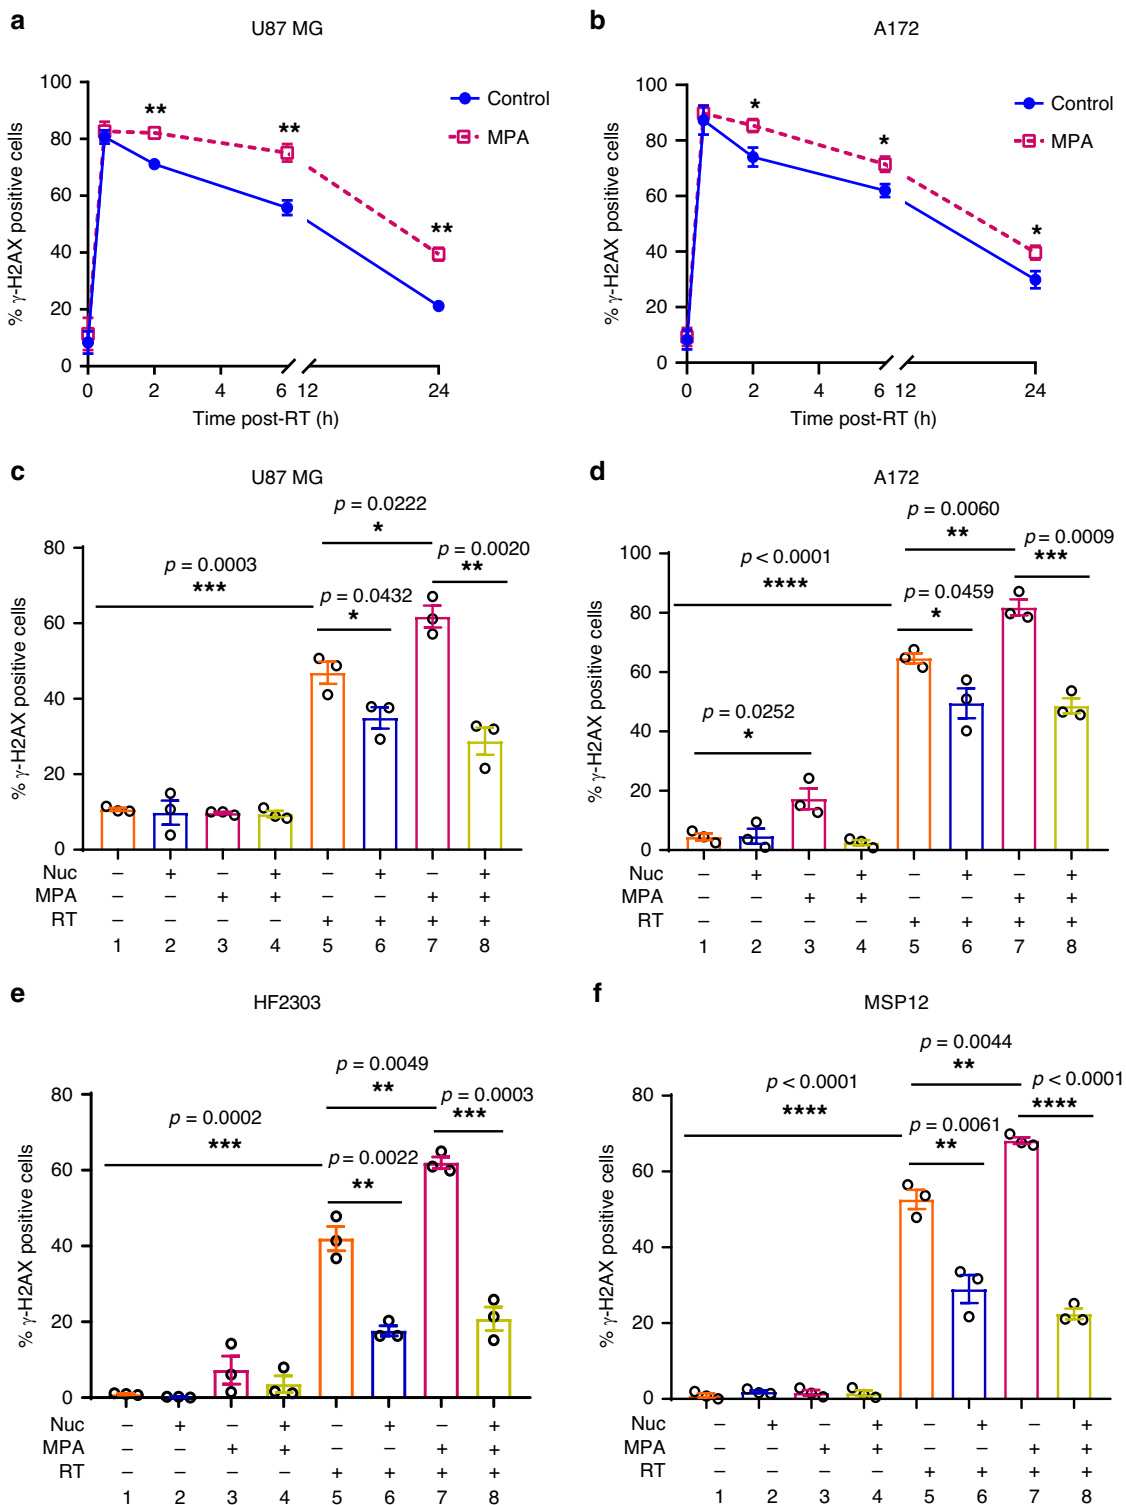 a
U87 MG
% γ-H2AX positive cells
100
80
60
40
20
0
** ** **
Control
MPA
0 2 4 6 12 24
Time post-RT (h)
b
A172
% γ-H2AX positive cells
100
80
60
40
20
0
* * *
Control
MPA
0 2 4 6 12 24
Time post-RT (h)
c
U87 MG
% γ-H2AX positive cells
80
60
40
20
0
p = 0.0222
*
p = 0.0003
***
p = 0.0020
**
p = 0.0432
*
Nuc – + – + – + – +
MPA – – + + – – + +
RT – – – – + + + +
1 2 3 4 5 6 7 8
d
A172
% γ-H2AX positive cells
100
80
60
40
20
0
p = 0.0060
**
p < 0.0001
****
p = 0.0009
***
p = 0.0459
*
p = 0.0252
*
Nuc – + – + – + – +
MPA – – + + – – + +
RT – – – – + + + +
1 2 3 4 5 6 7 8
e
HF2303
% γ-H2AX positive cells
80
60
40
20
0
p = 0.0049
**
p = 0.0002
***
p = 0.0003
***
p = 0.0022
**
Nuc – + – + – + – +
MPA – – + + – – + +
RT – – – – + + + +
1 2 3 4 5 6 7 8
f
MSP12
% γ-H2AX positive cells
80
60
40
20
0
p = 0.0044
**
p < 0.0001
****
p < 0.0001
****
p = 0.0061
**
Nuc – + – + – + – +
MPA – – + + – – + +
RT – – – – + + + +
1 2 3 4 5 6 7 8